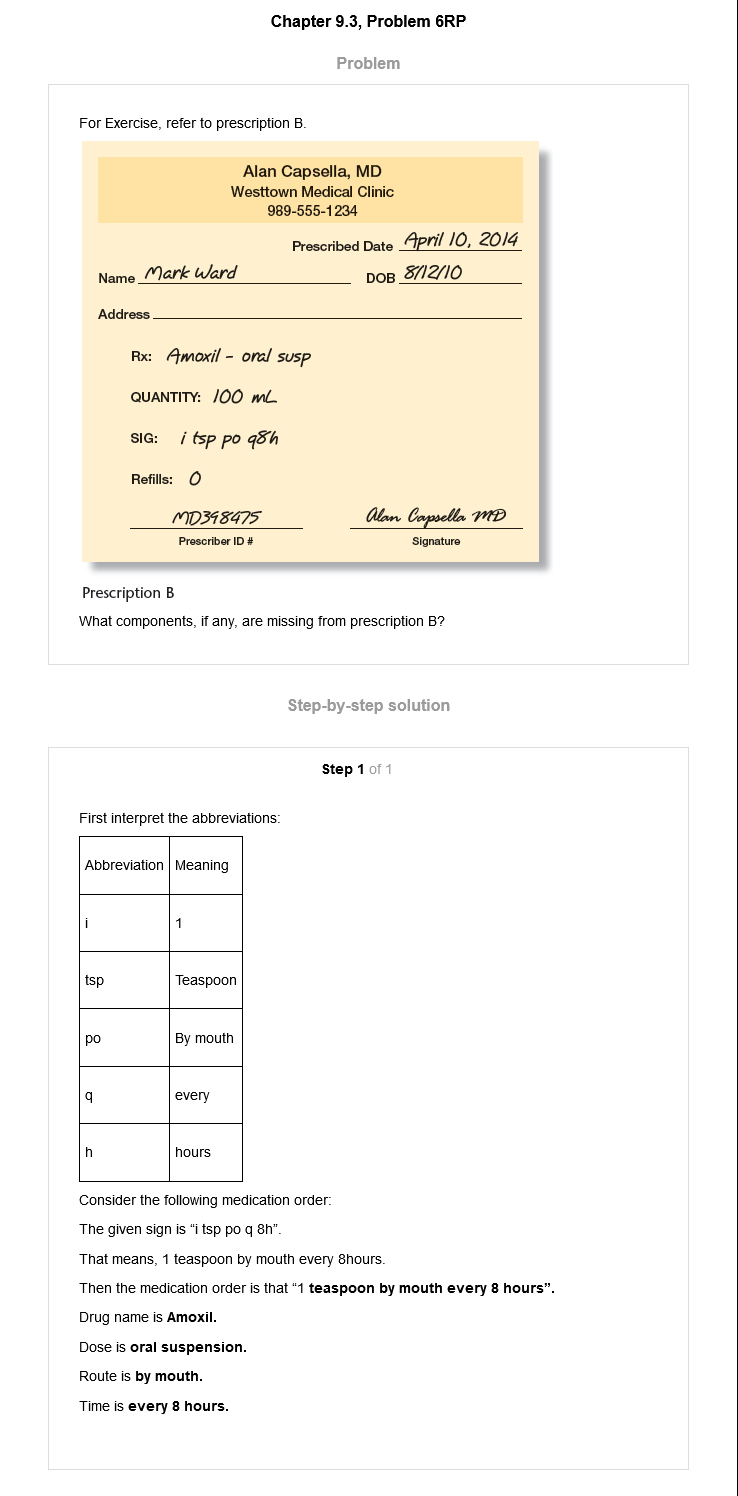 Chapter 9.3, Problem 6RP
Problem
For Exercise, refer to prescription B.
Alan Capsella, MD
Westtown Medical Clinic
989-555-1234
Prescribed Date April 10, 2014
Name Mark Ward DOB 8/12/10
Address
Rx: Amoxil - oral susp
QUANTITY: 100 mL
SIG: i tsp po q8h
Refills: 0
MD398475 Alan Capsella MD
Prescriber ID # Signature
Prescription B
What components, if any, are missing from prescription B?
Step-by-step solution
Step 1 of 1
First interpret the abbreviations:
Abbreviation Meaning
i 1
tsp Teaspoon
po By mouth
q every
h hours
Consider the following medication order:
The given sign is “i tsp po q 8h”.
That means, 1 teaspoon by mouth every 8hours.
Then the medication order is that “1 teaspoon by mouth every 8 hours”.
Drug name is Amoxil.
Dose is oral suspension.
Route is by mouth.
Time is every 8 hours.